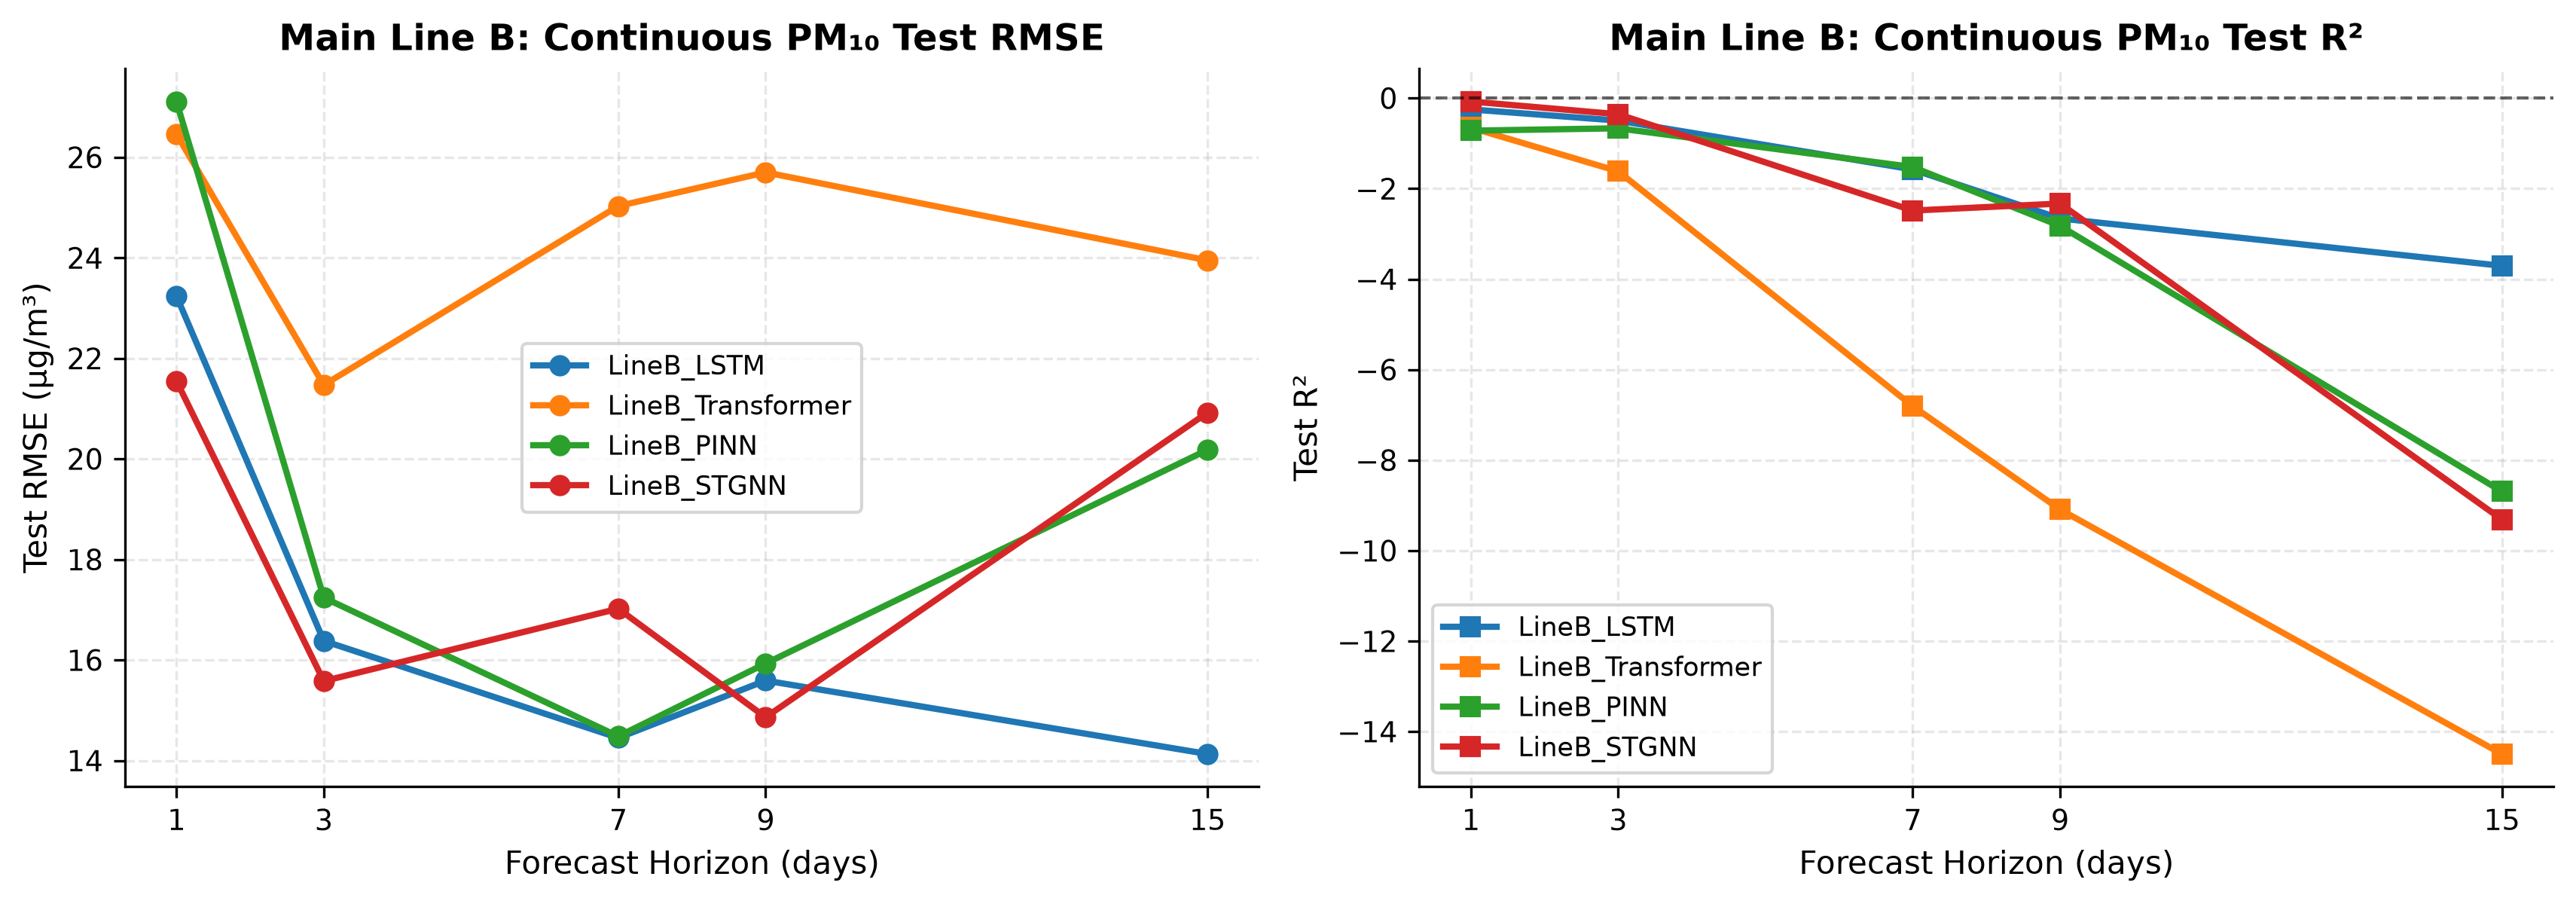 Main Line B: Continuous PM₁₀ Test RMSE
Test RMSE (μg/m³)
26
24
22
20
18
16
14
LineB_LSTM
LineB_Transformer
LineB_PINN
LineB_STGNN
1
3
7
9
15
Forecast Horizon (days)
Main Line B: Continuous PM₁₀ Test R²
Test R²
0
−2
−4
−6
−8
−10
−12
−14
LineB_LSTM
LineB_Transformer
LineB_PINN
LineB_STGNN
1
3
7
9
15
Forecast Horizon (days)